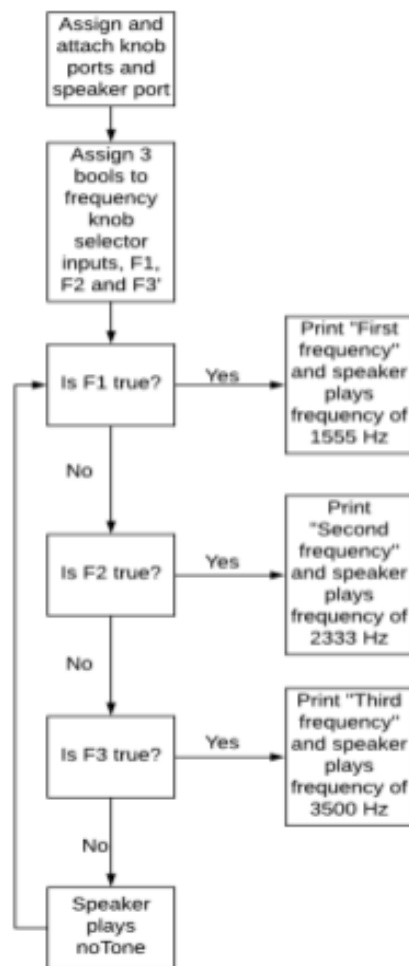 Assign and
attach knob
ports and
speaker port
Assign 3
bools to
frequency
knob
selector
inputs, F1,
F2 and F3'
Is F1 true?
Yes
Print "First
frequency"
and speaker
plays
frequency of
1555 Hz
No
Is F2 true?
Yes
Print
"Second
frequency"
and speaker
plays
frequency of
2333 Hz
No
Is F3 true?
Yes
Print "Third
frequency"
and speaker
plays
frequency of
3500 Hz
No
Speaker
plays
noTone